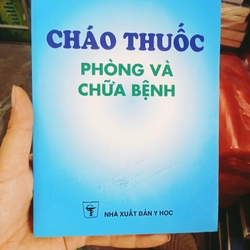 CHÁO THUỐC
PHÒNG VÀ
CHỮA BỆNH
NHÀ XUẤT BẢN Y HỌC